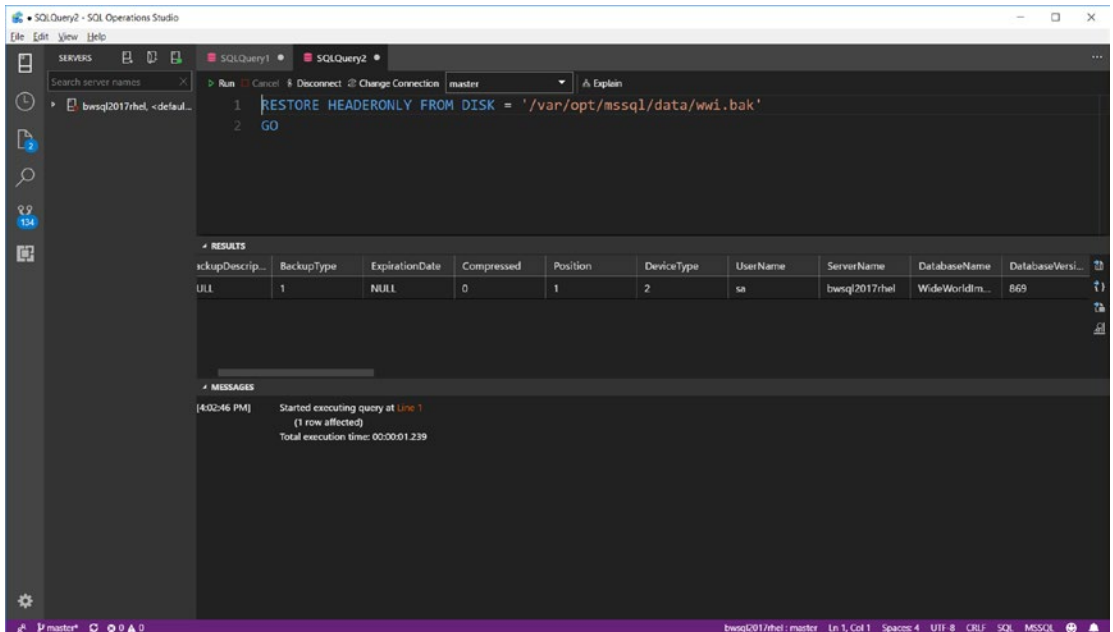 • SQLQuery2 - SQL Operations Studio
File Edit View Help
SERVERS
SQLQuery1 ●
SQLQuery2 ●
...
Search server names
Run Cancel Disconnect Change Connection master Explain
bwsql2017rhel, <defaul...
1 RESTORE HEADERONLY FROM DISK = '/var/opt/mssql/data/wwi.bak'
2 GO
2
134
RESULTS
ackupDescrip... BackupType ExpirationDate Compressed Position DeviceType UserName ServerName DatabaseName DatabaseVersi...
ULL 1 NULL 0 1 2 sa bwsql2017rhel WideWorldIm... 869
MESSAGES
[4:02:46 PM] Started executing query at Line 1
(1 row affected)
Total execution time: 00:00:01.239
master* 0 0 bwsql2017rhel : master Ln 1, Col 1 Spaces: 4 UTF-8 CRLF SQL MSSQL